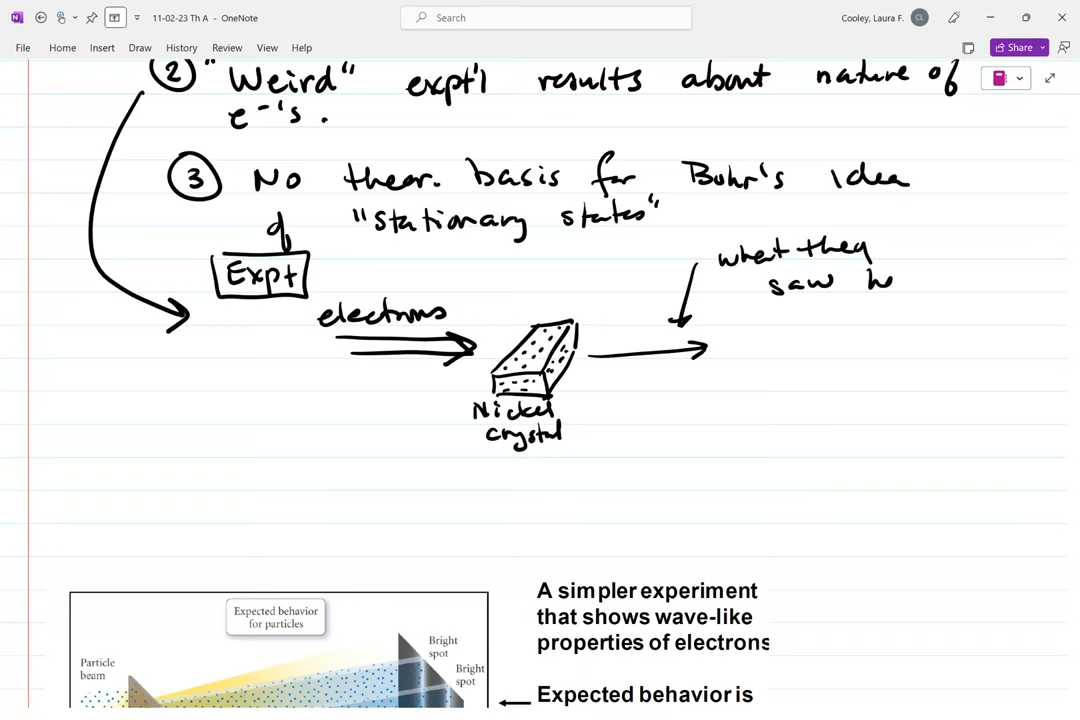 11-02-23 Th A - OneNote
Search
Cooley, Laura F.
CL
File Home Insert Draw History Review View Help
Share
② "Weird" expt'l results about nature of
e⁻'s.
③ No theor. basis for Bohr's idea
of "stationary states"
Expt
what they
saw he
electrons
Nickel
crystal
A simpler experiment
that shows wave-like
properties of electrons
Expected behavior is
Expected behavior
for particles
Bright
spot
Bright
spot
Particle
beam